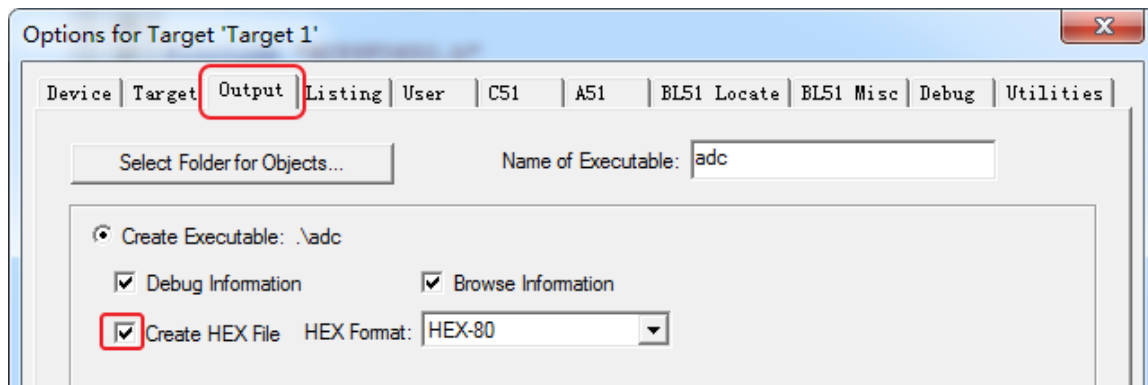 Options for Target 'Target 1'
Device Target Output Listing User C51 A51 BL51 Locate BL51 Misc Debug Utilities
Select Folder for Objects... Name of Executable: adc
Create Executable: .\adc
Debug Information Browse Information
Create HEX File HEX Format: HEX-80